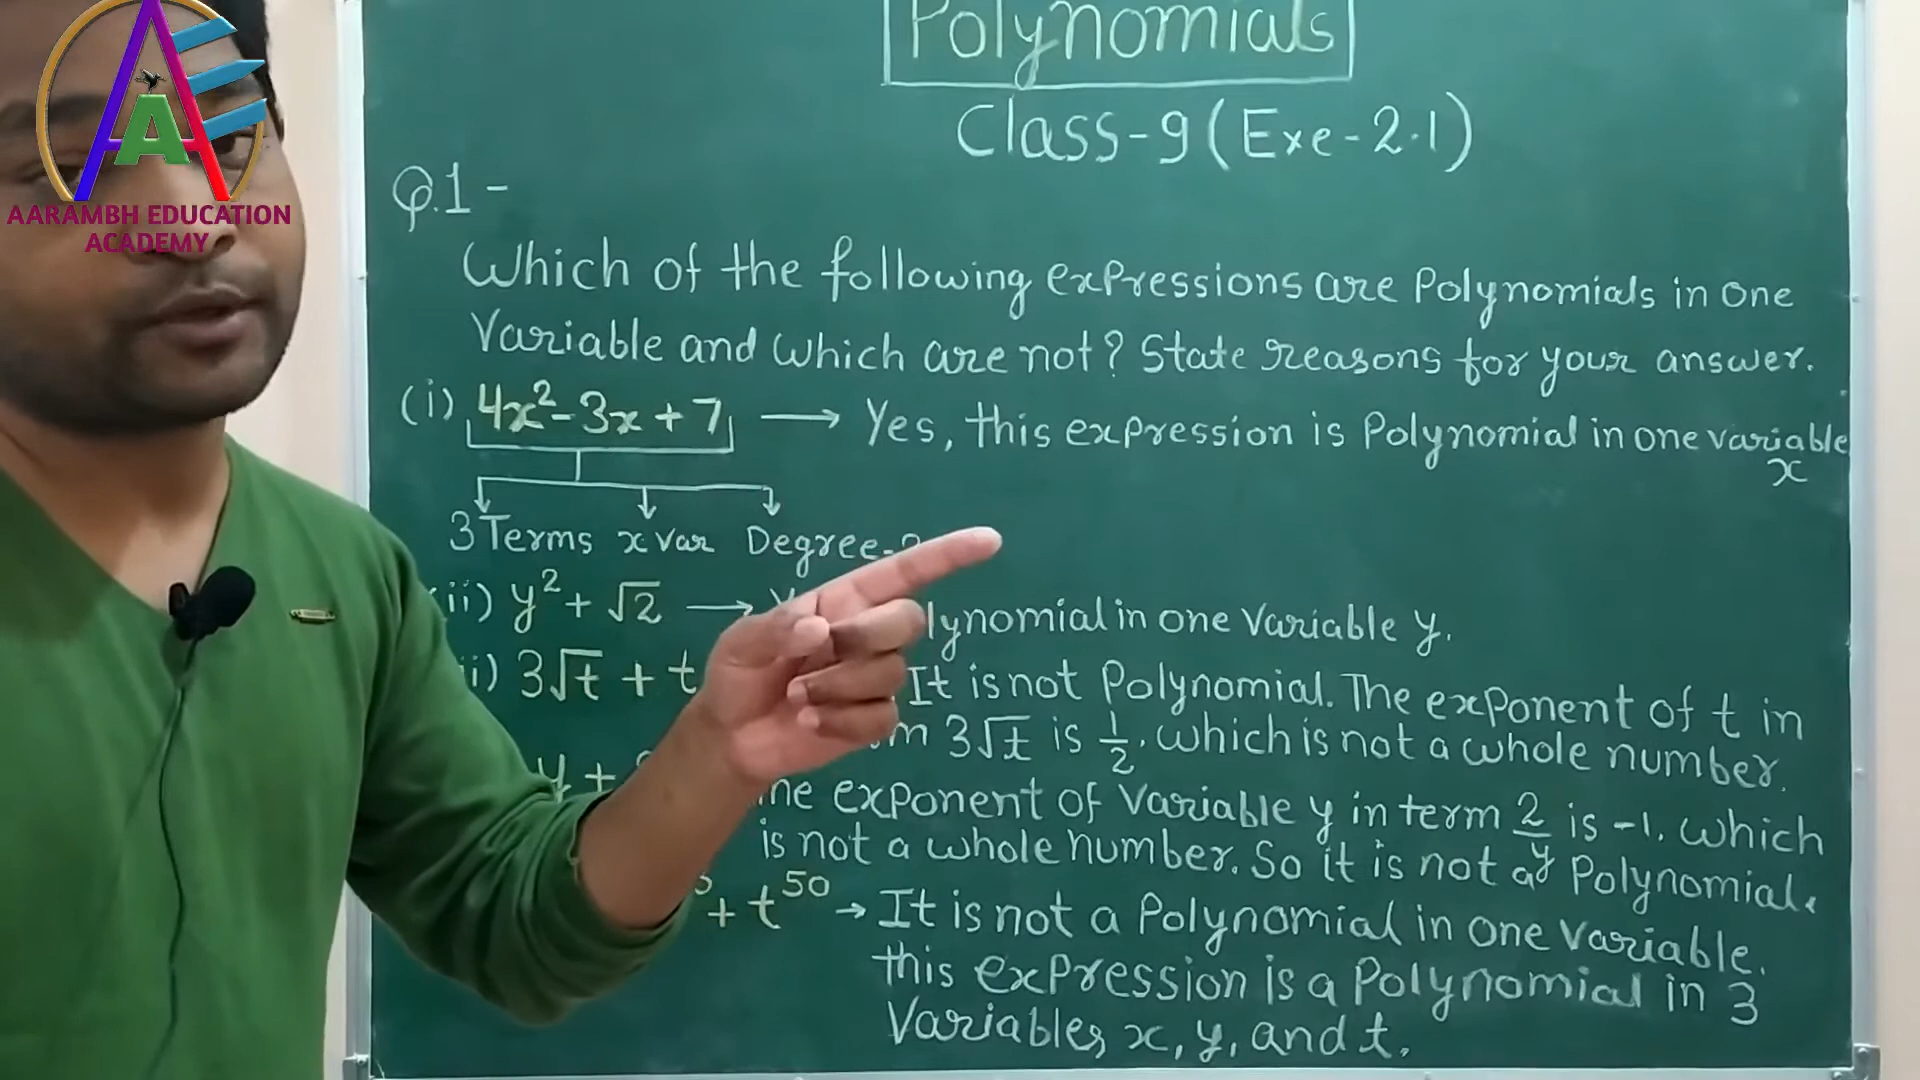 AARAMBH EDUCATION
ACADEMY
Polynomials
Class-9 (Exe-2.1)
Q.1-
Which of the following expressions are Polynomials in one
Variable and which are not? State reasons for your answer.
(i) 4x²-3x+7 → Yes, this expression is Polynomial in one variable
x
3 Terms x Var Degree-
ii) y²+√2 →
lynomial in one Variable y.
i) 3√t + t
It is not Polynomial. The exponent of t in
3√t is 1/2. which is not a whole number.
y +
exponent of Variable y in term 2/y is -1. which
is not a whole number. So it is not a Polynomial.
+ t⁵⁰ → It is not a Polynomial in one Variable.
this expression is a Polynomial in 3
Variables, x, y, and t.